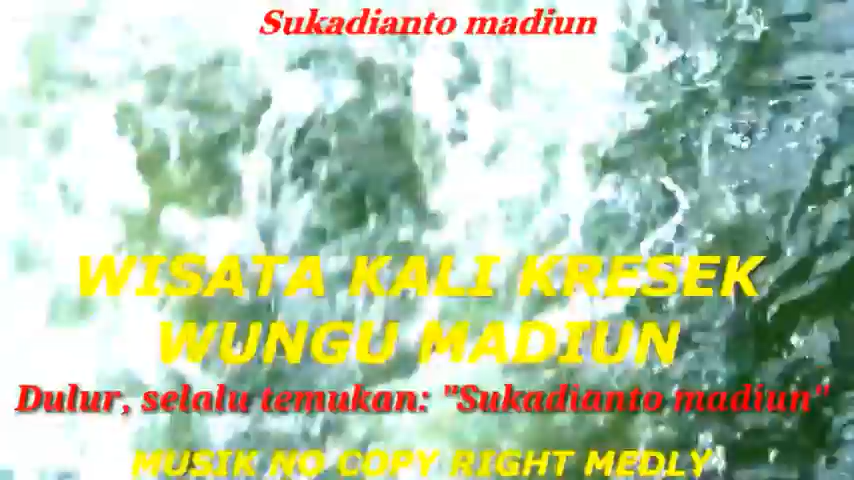 Sukadianto madiun
WISATA KALI KRESEK
WUNGU MADIUN
Dulur, selalu temukan: "Sukadianto madiun"
MUSIK NO COPY RIGHT MEDLY